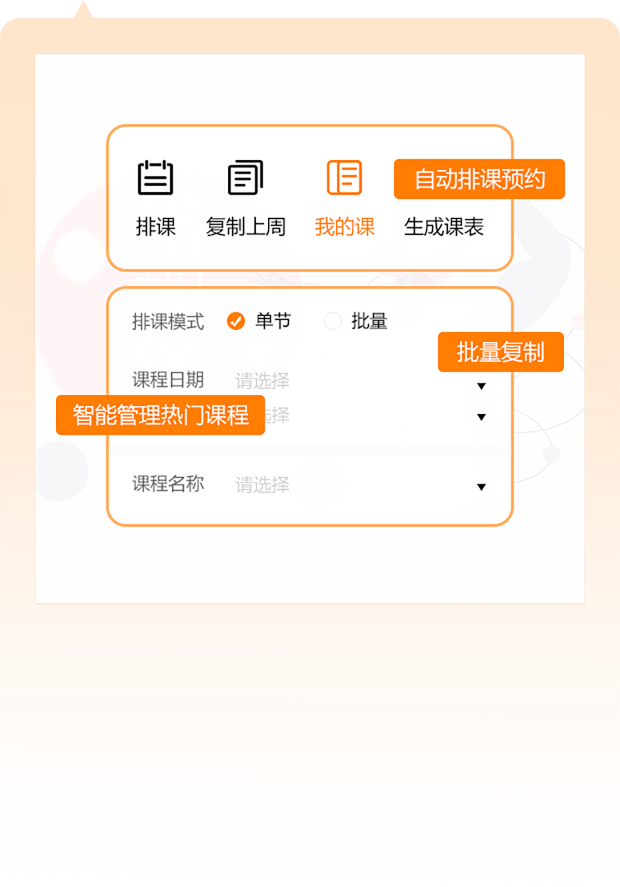 自动排课预约
排课
复制上周
我的课
生成课表
排课模式
单节
批量
批量复制
课程日期
请选择
智能管理热门课程
选择
课程名称
请选择